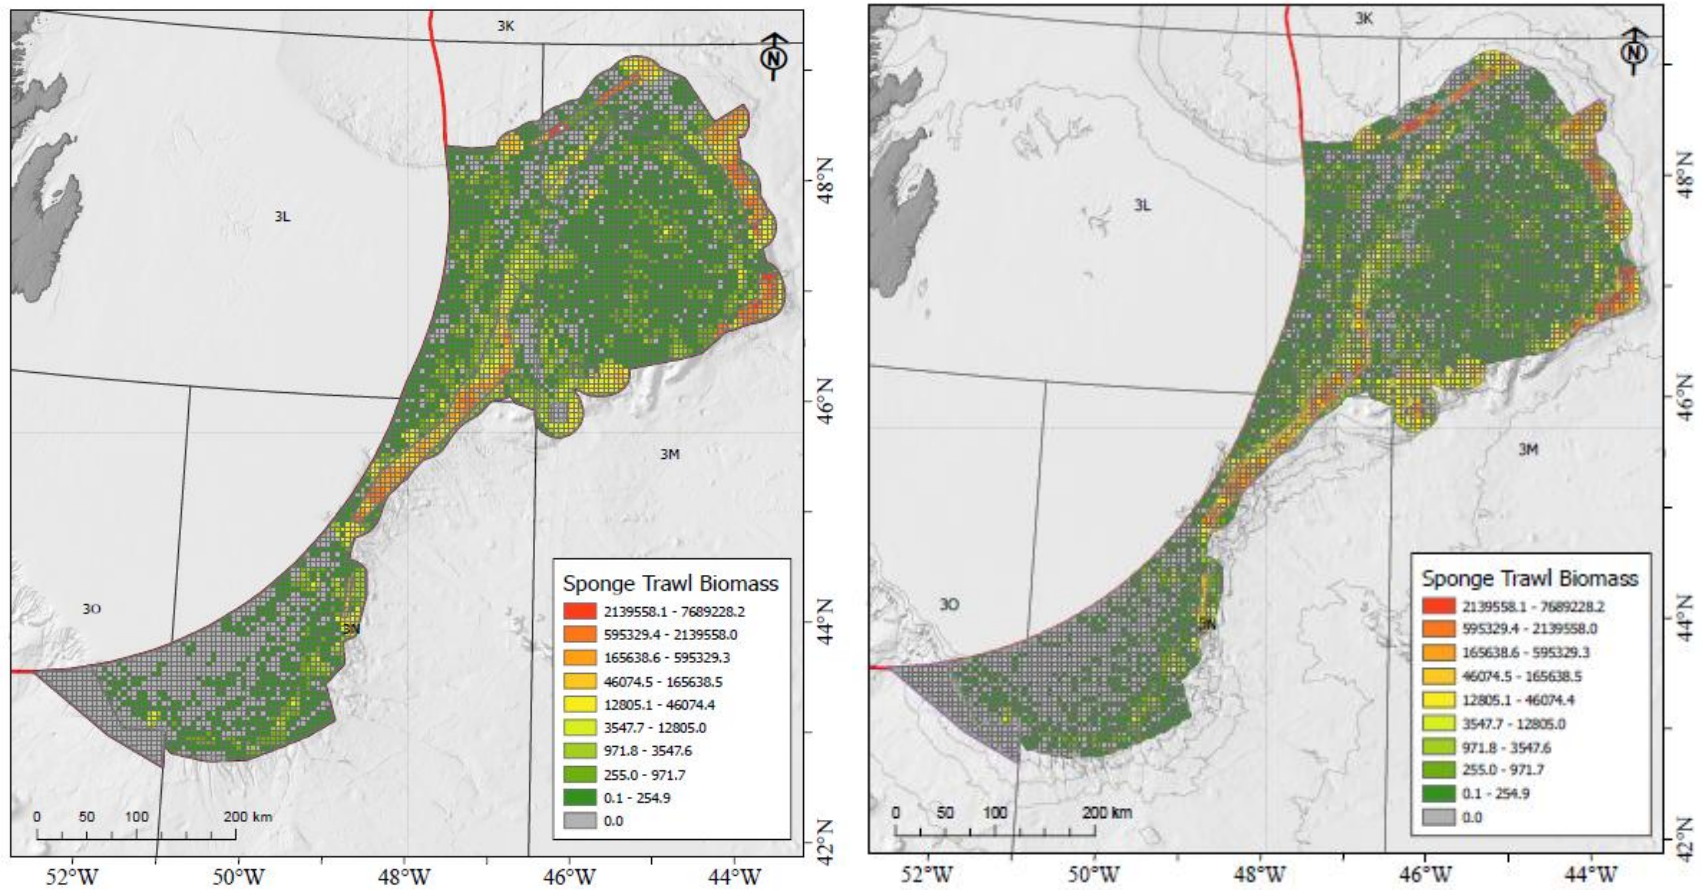 3K
N
3L
48°N
46°N
3M
3O
3N
44°N
Sponge Trawl Biomass
2139558.1 - 7689228.2
595329.4 - 2139558.0
165638.6 - 595329.3
46074.5 - 165638.5
12805.1 - 46074.4
3547.7 - 12805.0
971.8 - 3547.6
255.0 - 971.7
0.1 - 254.9
0.0
0 50 100 200 km
42°N
52°W 50°W 48°W 46°W 44°W
3K
N
3L
48°N
46°N
3M
3O
3N
44°N
Sponge Trawl Biomass
2139558.1 - 7689228.2
595329.4 - 2139558.0
165638.6 - 595329.3
46074.5 - 165638.5
12805.1 - 46074.4
3547.7 - 12805.0
971.8 - 3547.6
255.0 - 971.7
0.1 - 254.9
0.0
0 50 100 200 km
42°N
52°W 50°W 48°W 46°W 44°W